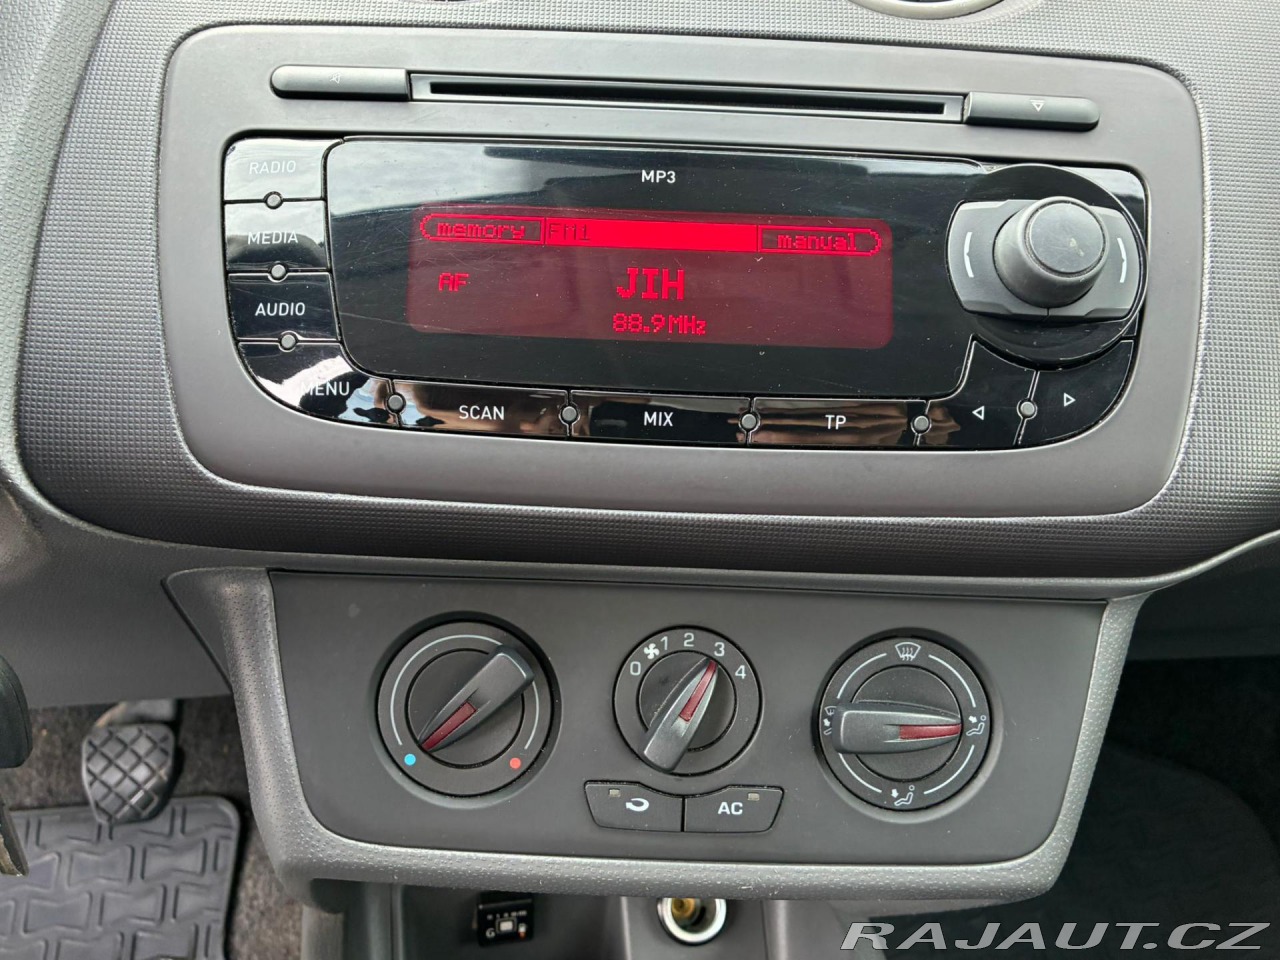 RADIO
MP3
memory FM1 manual
MEDIA
AF JIH
AUDIO
88.9MHz
MENU
SCAN
MIX
TP
0 1 2 3 4
AC
G
RAJAUT.CZ